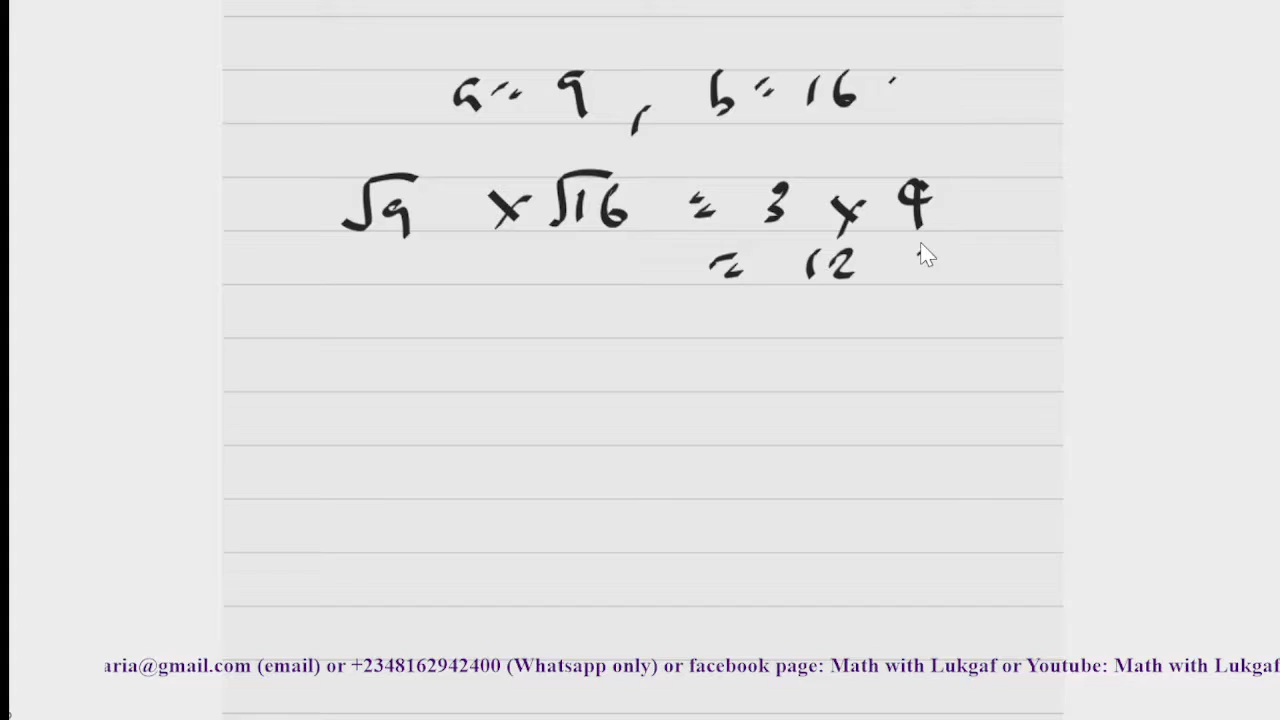 a = 9 , b = 16 .
√9 × √16 = 3 × 4
= 12 .
aria@gmail.com (email) or +2348162942400 (Whatsapp only) or facebook page: Math with Lukgaf or Youtube: Math with Lukgaf